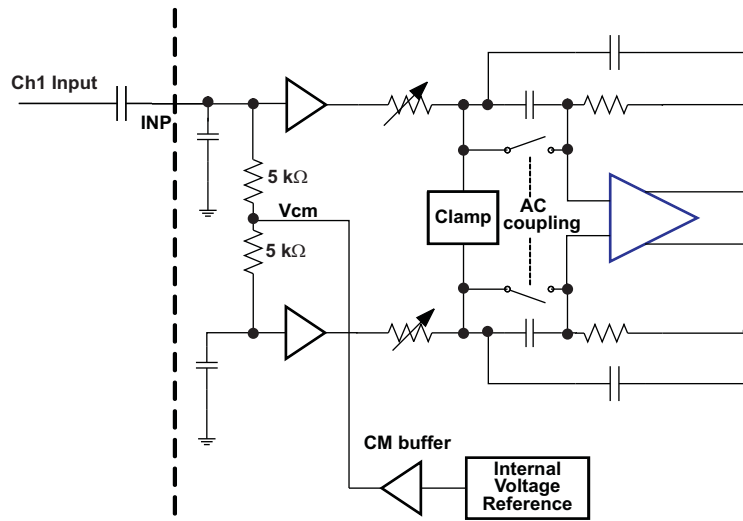 Ch1 Input
INP
5 kΩ
Vcm
5 kΩ
Clamp
AC
coupling
CM buffer
Internal
Voltage
Reference